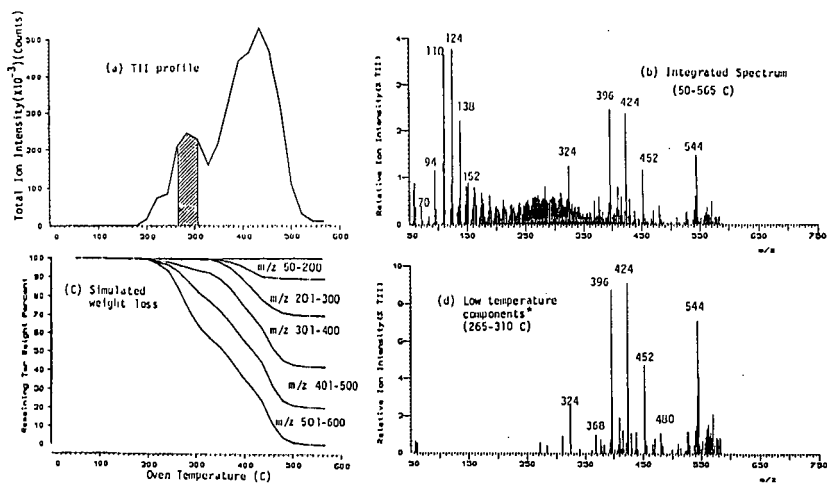 (a) TII profile
Total Ion Intensity(X10⁻³)(Counts)
500
400
300
200
100
0
0 100 200 300 400 500 600
(b) Integrated Spectrum
(50-565 C)
Relative Ion Intensity(% TII)
4
3
2
1
0
70
94
110
124
138
152
324
396
424
452
544
50 150 250 350 450 550 650 750
m/z
(C) Simulated
weight loss
Remaining Tar Weight Percent
100
90
80
70
60
50
40
30
20
10
0
m/z 50-200
m/z 201-300
m/z 301-400
m/z 401-500
m/z 501-600
0 100 200 300 400 500 600
Oven Temperature (C)
(d) Low temperature
components*
(265-310 C)
Relative Ion Intensity(% TII)
10
8
6
4
2
0
324
368
396
424
452
480
544
50 150 250 350 450 550 650 750
m/z